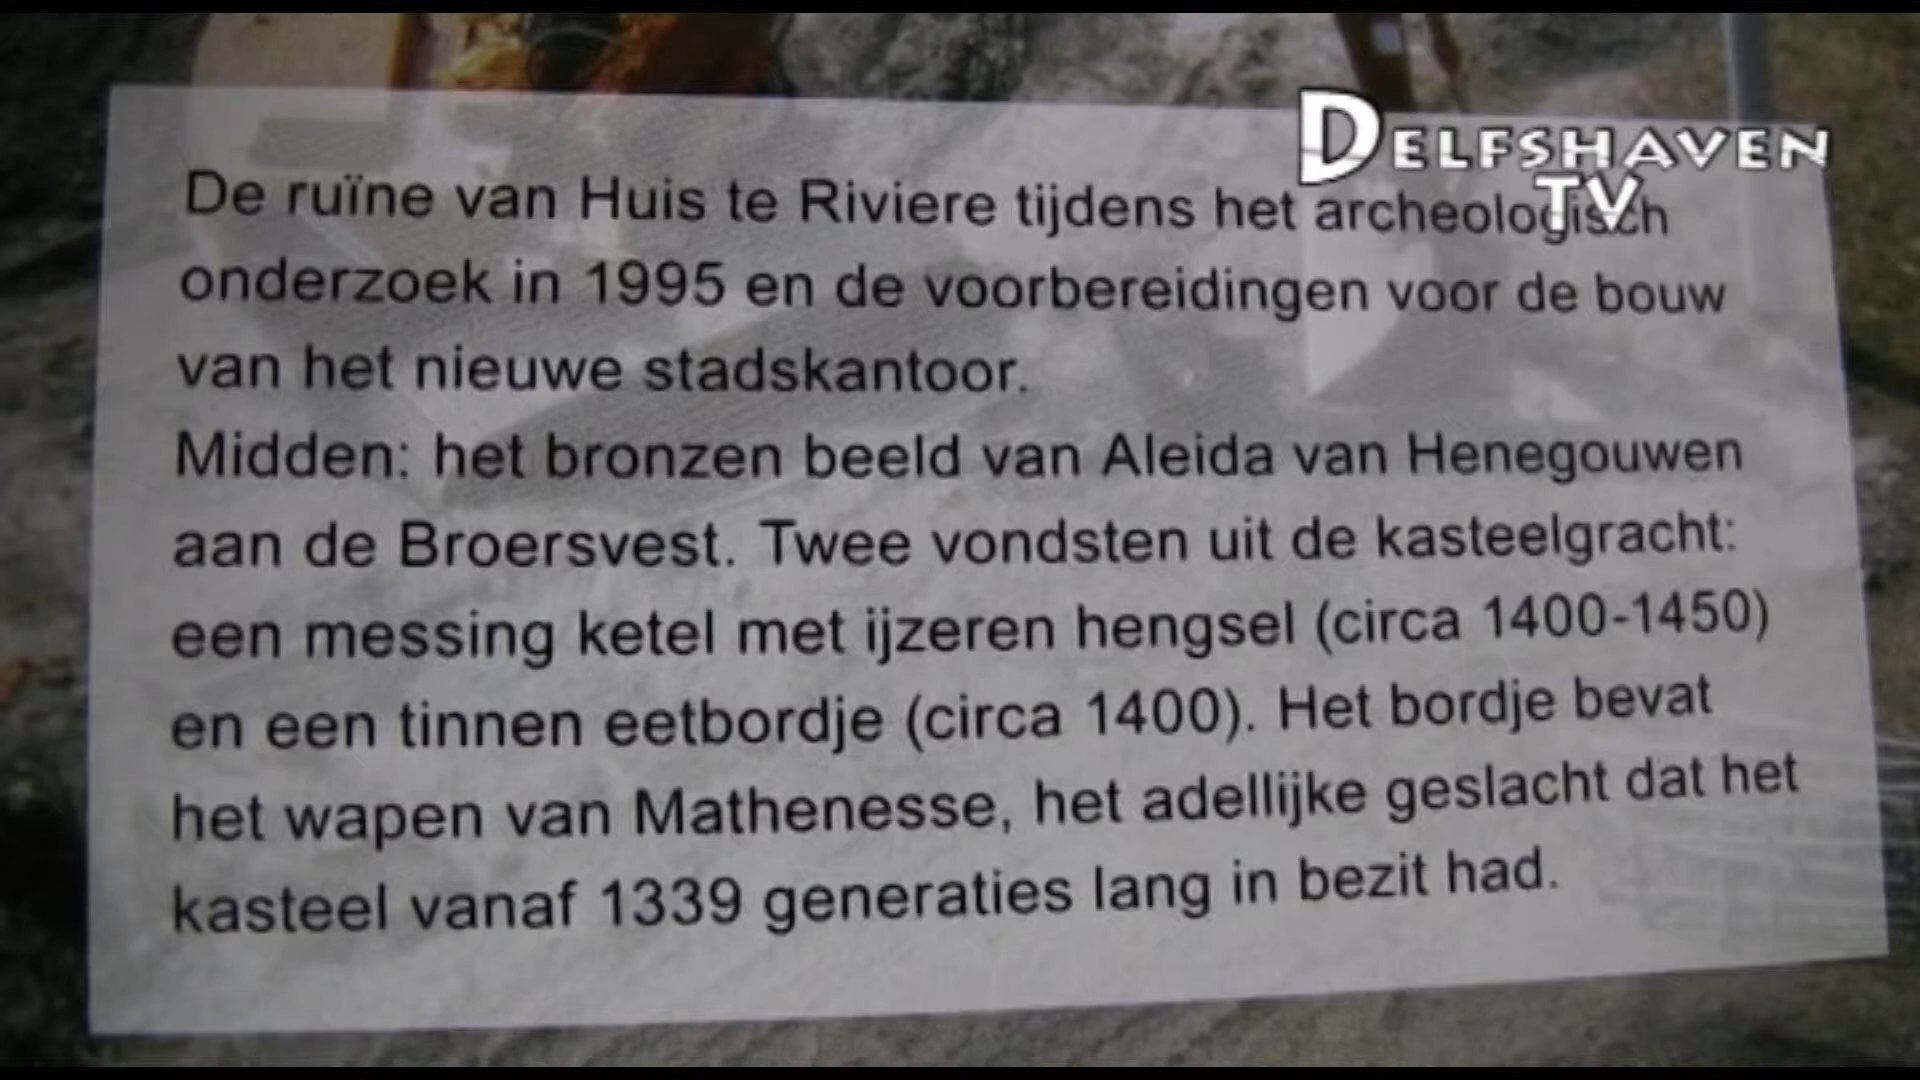 DELFSHAVEN
TV
De ruïne van Huis te Riviere tijdens het archeologisch
onderzoek in 1995 en de voorbereidingen voor de bouw
van het nieuwe stadskantoor.
Midden: het bronzen beeld van Aleida van Henegouwen
aan de Broersvest. Twee vondsten uit de kasteelgracht:
een messing ketel met ijzeren hengsel (circa 1400-1450)
en een tinnen eetbordje (circa 1400). Het bordje bevat
het wapen van Mathenesse, het adellijke geslacht dat het
kasteel vanaf 1339 generaties lang in bezit had.